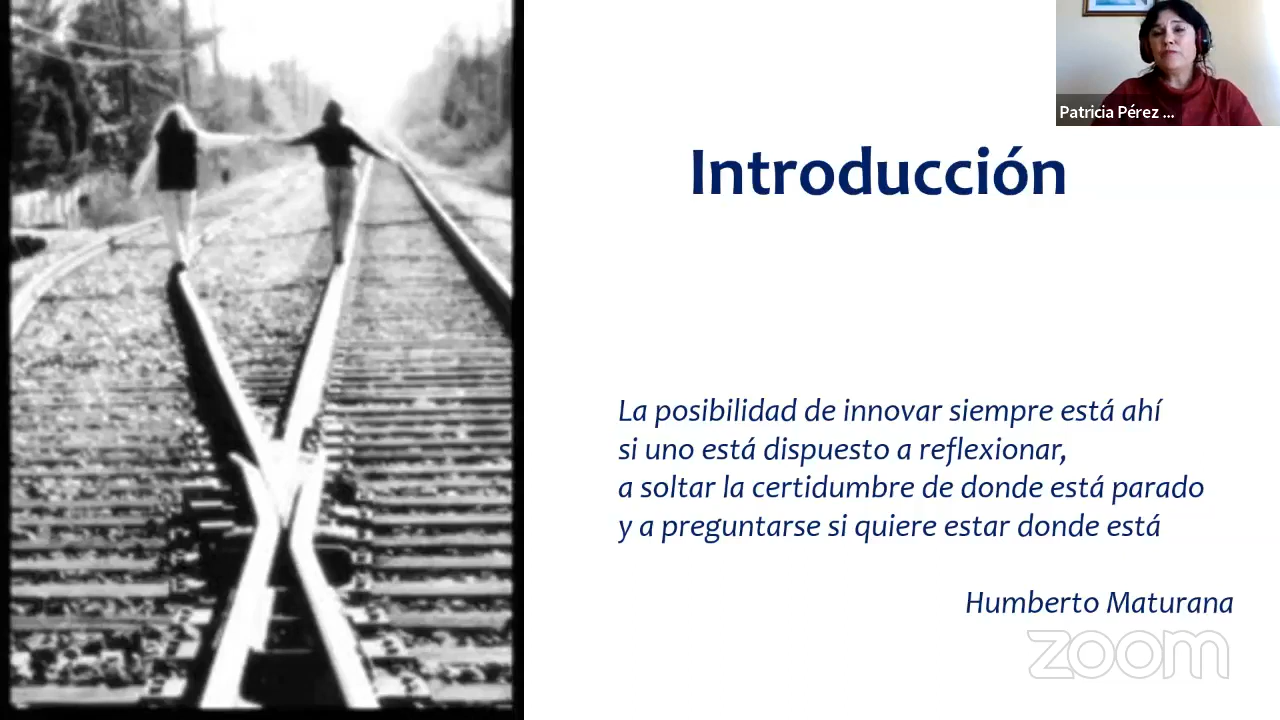 Patricia Pérez ...
Introducción
La posibilidad de innovar siempre está ahí
si uno está dispuesto a reflexionar,
a soltar la certidumbre de donde está parado
y a preguntarse si quiere estar donde está
Humberto Maturana
zoom